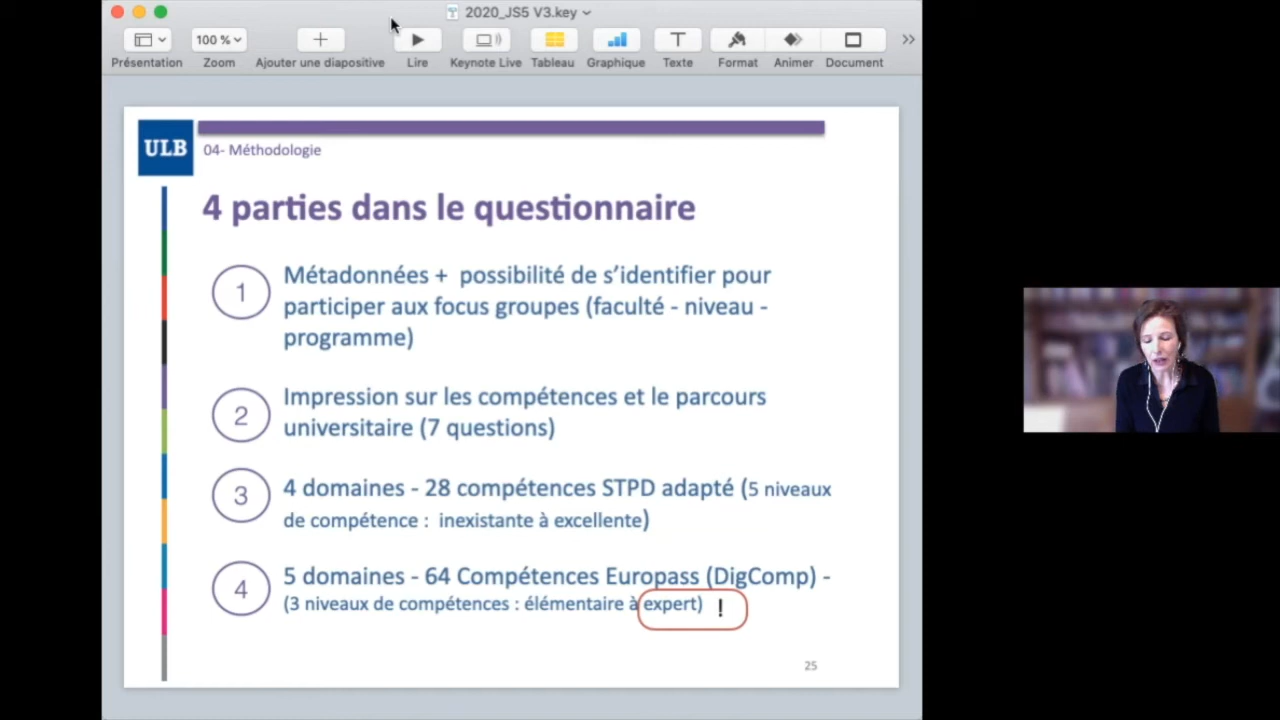 2020_JS5 V3.key
100 %
Présentation
Zoom
Ajouter une diapositive
Lire
Keynote Live
Tableau
Graphique
Texte
Format
Animer
Document
ULB
04- Méthodologie
4 parties dans le questionnaire
1
Métadonnées + possibilité de s’identifier pour
participer aux focus groupes (faculté - niveau -
programme)
2
Impression sur les compétences et le parcours
universitaire (7 questions)
3
4 domaines - 28 compétences STPD adapté (5 niveaux
de compétence : inexistante à excellente)
4
5 domaines - 64 Compétences Europass (DigComp) -
(3 niveaux de compétences : élémentaire à expert) !
25